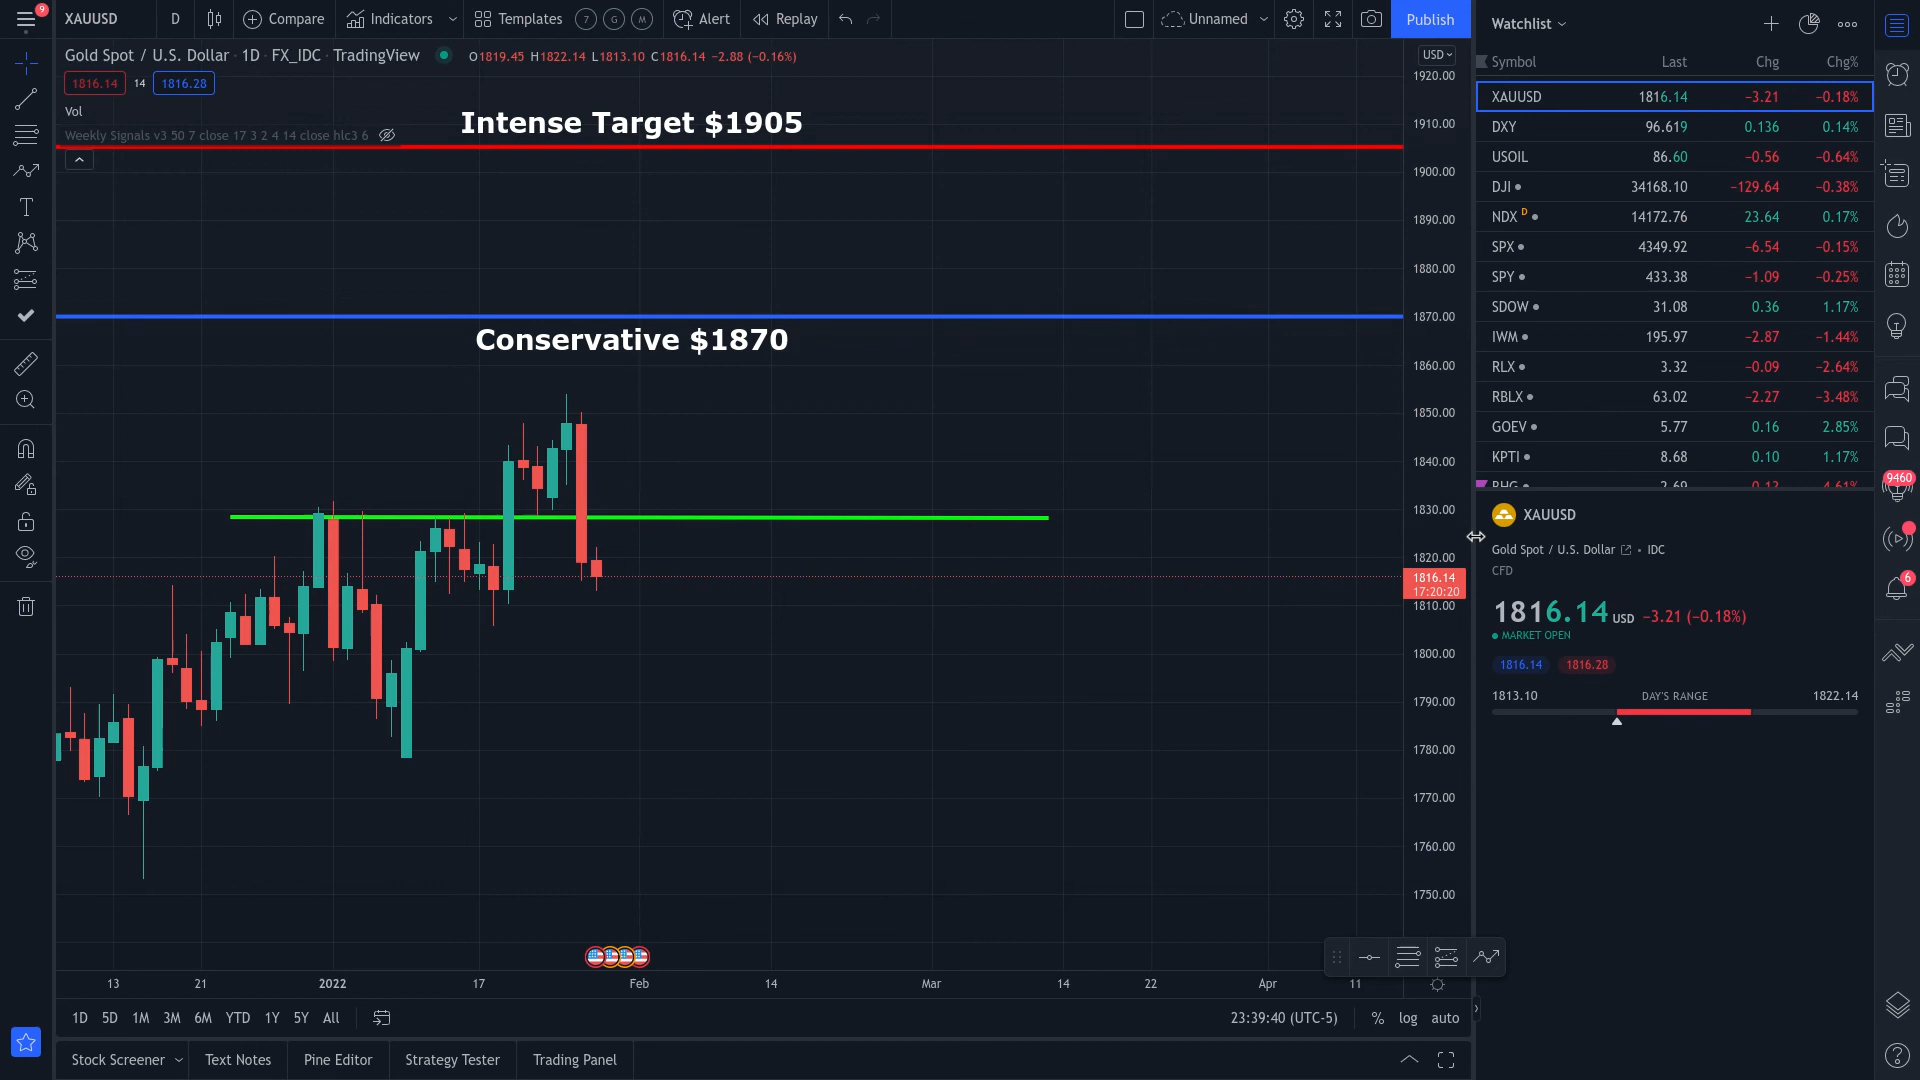 9
XAUUSD
D
Compare
Indicators
Templates
7
G
M
Alert
Replay
Unnamed
Publish
Gold Spot / U.S. Dollar · 1D · FX_IDC · TradingView
O1819.45 H1822.14 L1813.10 C1816.14 −2.88 (−0.16%)
1816.14 14 1816.28
Vol
Weekly Signals v3 50 7 close 17 3 2 4 14 close hlc3 6
Intense Target $1905
Conservative $1870
USD
1920.00
1910.00
1900.00
1890.00
1880.00
1870.00
1860.00
1850.00
1840.00
1830.00
1820.00
1816.14
17:20:20
1810.00
1800.00
1790.00
1780.00
1770.00
1760.00
1750.00
13 21 2022 17 Feb 14 Mar 14 22 Apr 11
1D 5D 1M 3M 6M YTD 1Y 5Y All
23:39:40 (UTC-5) % log auto
Stock Screener Text Notes Pine Editor Strategy Tester Trading Panel
Watchlist
Symbol Last Chg Chg%
XAUUSD 1816.14 −3.21 −0.18%
DXY 96.619 0.136 0.14%
USOIL 86.60 −0.56 −0.64%
DJI 34168.10 −129.64 −0.38%
NDX D 14172.76 23.64 0.17%
SPX 4349.92 −6.54 −0.15%
SPY 433.38 −1.09 −0.25%
SDOW 31.08 0.36 1.17%
IWM 195.97 −2.87 −1.44%
RLX 3.32 −0.09 −2.64%
RBLX 63.02 −2.27 −3.48%
GOEV 5.77 0.16 2.85%
KPTI 8.68 0.10 1.17%
XAUUSD
Gold Spot / U.S. Dollar • IDC
CFD
1816.14 USD −3.21 (−0.18%)
MARKET OPEN
1816.14 1816.28
1813.10 DAY'S RANGE 1822.14
9460
6